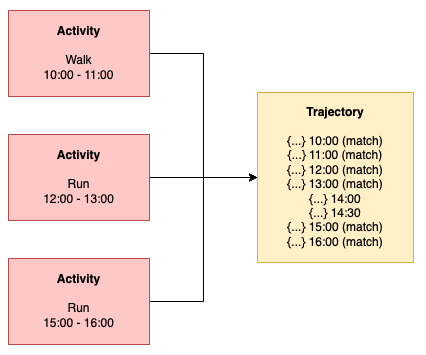 Activity
Walk
10:00 - 11:00
Activity
Run
12:00 - 13:00
Activity
Run
15:00 - 16:00
Trajectory
{...} 10:00 (match)
{...} 11:00 (match)
{...} 12:00 (match)
{...} 13:00 (match)
{...} 14:00
{...} 14:30
{...} 15:00 (match)
{...} 16:00 (match)